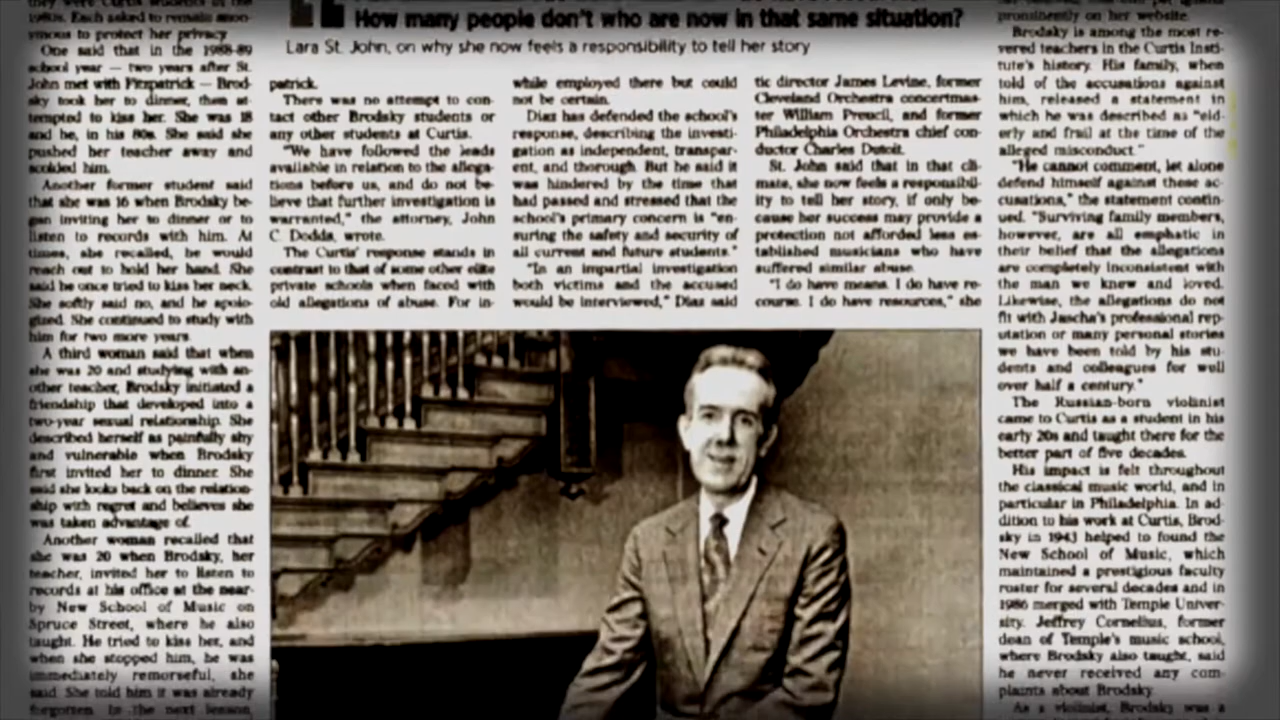 they were Curtis students in the
1980s. Each asked to remain anon-
ymous to protect her privacy
One said that in the 1988-89
school year — two years after St.
John met with Fitzpatrick — Brod-
sky took her to dinner, then at-
tempted to kiss her. She was 18
and he, in his 80s. She said she
pushed her teacher away and
scolded him.
Another former student said
that she was 16 when Brodsky be-
gan inviting her to dinner or to
listen to records with him. At
times, she recalled, he would
reach out to hold her hand. She
said he once tried to kiss her neck.
She softly said no, and he apolo-
gized. She continued to study with
him for two more years.
A third woman said that when
she was 20 and studying with an-
other teacher, Brodsky initiated a
friendship that developed into a
two-year sexual relationship. She
described herself as painfully shy
and vulnerable when Brodsky
first invited her to dinner. She
said she looks back on the relation-
ship with regret and believes she
was taken advantage of.
Another woman recalled that
she was 20 when Brodsky, her
teacher, invited her to listen to
records at his office at the near-
by New School of Music on
Spruce Street, where he also
taught. He tried to kiss her, and
when she stopped him, he was
immediately remorseful, she
said. She told him it was already
forgotten. In the next lesson,
How many people don't who are now in that same situation?
Lara St. John, on why she now feels a responsibility to tell her story
patrick.
There was no attempt to con-
tact other Brodsky students or
any other students at Curtis.
"We have followed the leads
available in relation to the allega-
tions before us, and do not be-
lieve that further investigation is
warranted," the attorney, John
C. Dodds, wrote.
The Curtis' response stands in
contrast to that of some other elite
private schools when faced with
old allegations of abuse. For in-
while employed there but could
not be certain.
Díaz has defended the school's
response, describing the investi-
gation as independent, transpar-
ent, and thorough. But he said it
was hindered by the time that
had passed and stressed that the
school's primary concern is "en-
suring the safety and security of
all current and future students."
"In an impartial investigation
both victims and the accused
would be interviewed," Díaz said
tic director James Levine, former
Cleveland Orchestra concertmas-
ter William Preucil, and former
Philadelphia Orchestra chief con-
ductor Charles Dutoit.
St. John said that in that cli-
mate, she now feels a responsibil-
ity to tell her story, if only be-
cause her success may provide a
protection not afforded less es-
tablished musicians who have
suffered similar abuse.
"I do have means. I do have re-
course. I do have resources," she
prominently on her website.
Brodsky is among the most re-
vered teachers in the Curtis Insti-
tute's history. His family, when
told of the accusations against
him, released a statement in
which he was described as "eld-
erly and frail at the time of the
alleged misconduct."
"He cannot comment, let alone
defend himself against these ac-
cusations," the statement contin-
ued. "Surviving family members,
however, are all emphatic in
their belief that the allegations
are completely inconsistent with
the man we knew and loved.
Likewise, the allegations do not
fit with Jascha's professional rep-
utation or many personal stories
we have been told by his stu-
dents and colleagues for well
over half a century."
The Russian-born violinist
came to Curtis as a student in his
early 20s and taught there for the
better part of five decades.
His impact is felt throughout
the classical music world, and in
particular in Philadelphia. In ad-
dition to his work at Curtis, Brod-
sky in 1943 helped to found the
New School of Music, which
maintained a prestigious faculty
roster for several decades and in
1986 merged with Temple Univer-
sity. Jeffrey Cornelius, former
dean of Temple's music school,
where Brodsky also taught, said
he never received any com-
plaints about Brodsky.
As a violinist, Brodsky was a